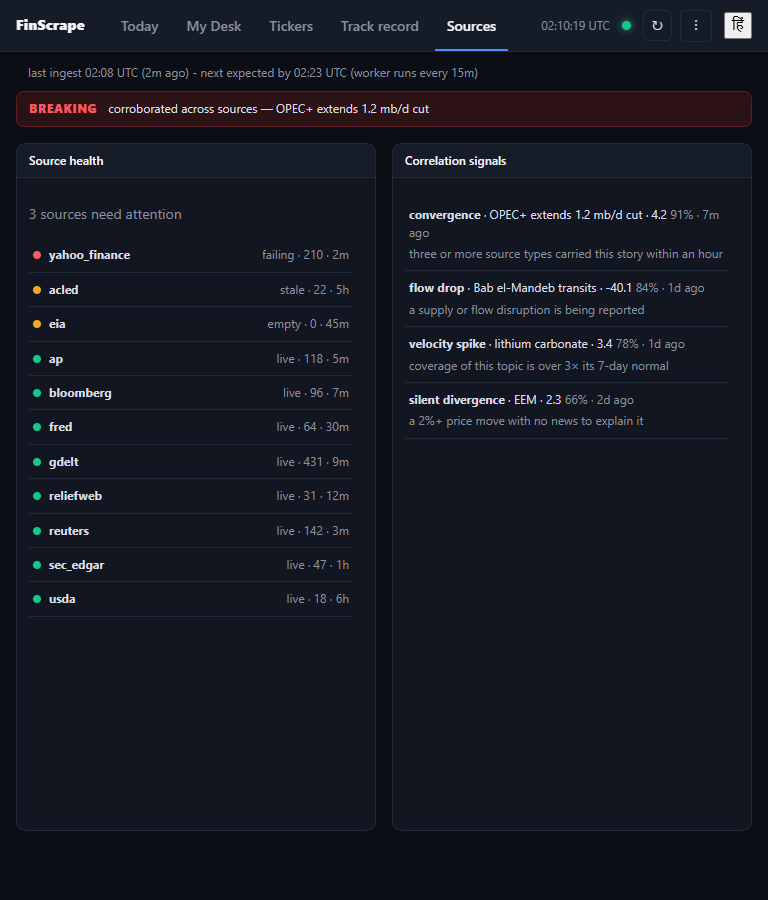 FinScrape
Today
My Desk
Tickers
Track record
Sources
02:10:19 UTC
↻
⋮
हिं
last ingest 02:08 UTC (2m ago) - next expected by 02:23 UTC (worker runs every 15m)
BREAKING corroborated across sources — OPEC+ extends 1.2 mb/d cut
Source health
3 sources need attention
yahoo_finance failing · 210 · 2m
acled stale · 22 · 5h
eia empty · 0 · 45m
ap live · 118 · 5m
bloomberg live · 96 · 7m
fred live · 64 · 30m
gdelt live · 431 · 9m
reliefweb live · 31 · 12m
reuters live · 142 · 3m
sec_edgar live · 47 · 1h
usda live · 18 · 6h
Correlation signals
convergence · OPEC+ extends 1.2 mb/d cut · 4.2 91% · 7m
ago
three or more source types carried this story within an hour
flow drop · Bab el-Mandeb transits · -40.1 84% · 1d ago
a supply or flow disruption is being reported
velocity spike · lithium carbonate · 3.4 78% · 1d ago
coverage of this topic is over 3× its 7-day normal
silent divergence · EEM · 2.3 66% · 2d ago
a 2%+ price move with no news to explain it